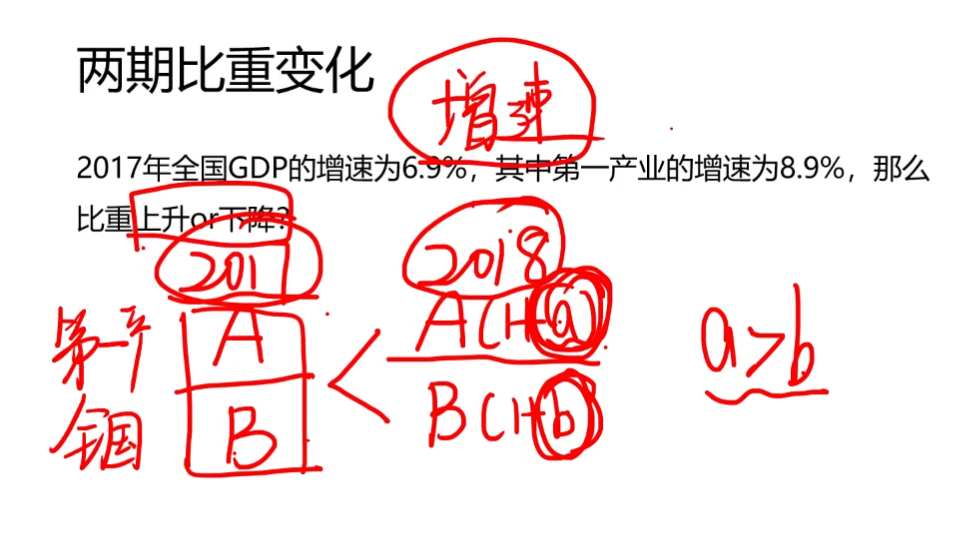 两期比重变化
增速
2017年全国GDP的增速为6.9%，其中第一产业的增速为8.9%，那么
比重上升or下降?
2017 2018
第一产 A < A(1+a) a>b
全国 B B(1+b)